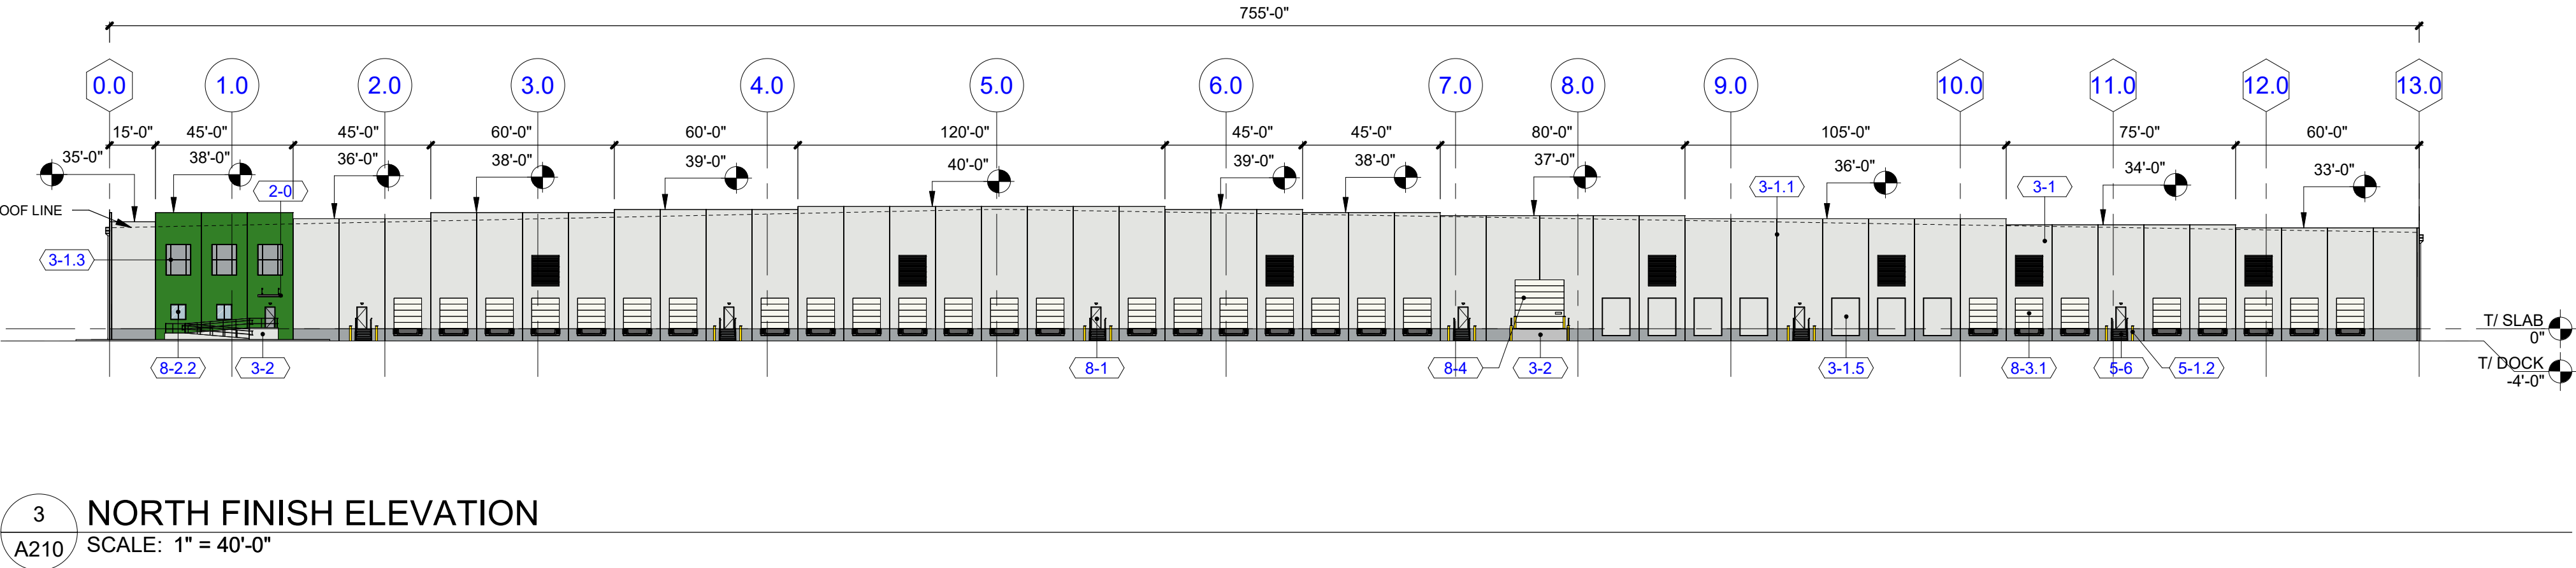 755'-0"
0.0 1.0 2.0 3.0 4.0 5.0 6.0 7.0 8.0 9.0 10.0 11.0 12.0 13.0
15'-0" 45'-0" 45'-0" 60'-0" 60'-0" 120'-0" 45'-0" 45'-0" 80'-0" 105'-0" 75'-0" 60'-0"
35'-0" 38'-0" 36'-0" 38'-0" 39'-0" 40'-0" 39'-0" 38'-0" 37'-0" 36'-0" 34'-0" 33'-0"
2-0 3-1.1 3-1
OOF LINE
3-1.3
T/ SLAB
0"
8-2.2 3-2 8-1 8-4 3-2 3-1.5 8-3.1 5-6 5-1.2
T/ DOCK
-4'-0"
3 NORTH FINISH ELEVATION
A210 SCALE: 1" = 40'-0"